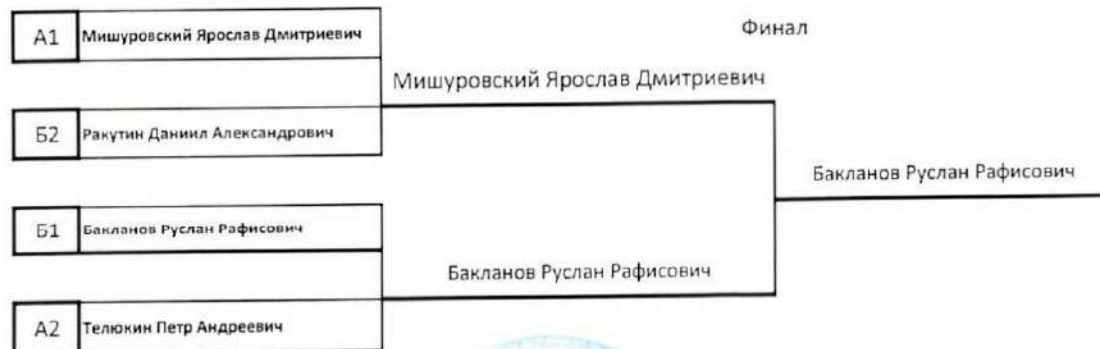 А1 Мишуровский Ярослав Дмитриевич
Финал
Мишуровский Ярослав Дмитриевич
Б2 Ракутин Даниил Александрович
Бакланов Руслан Рафисович
Б1 Бакланов Руслан Рафисович
Бакланов Руслан Рафисович
А2 Телюкин Петр Андреевич